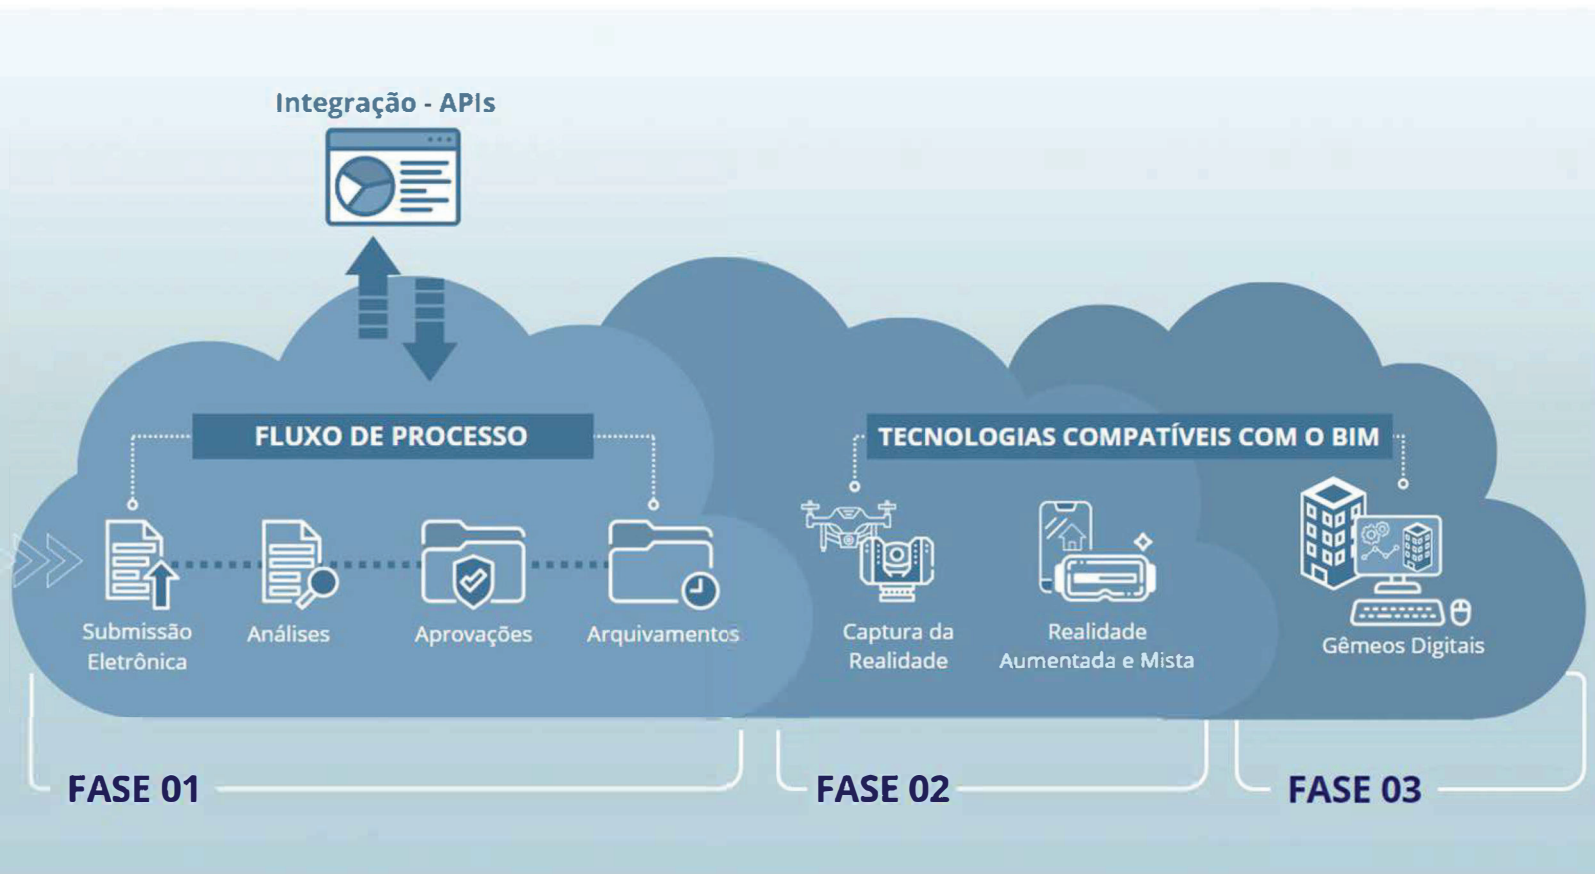 Integração - APIs
FLUXO DE PROCESSO
Submissão
Eletrônica
Análises
Aprovações
Arquivamentos
TECNOLOGIAS COMPATÍVEIS COM O BIM
Captura da
Realidade
Realidade
Aumentada e Mista
Gêmeos Digitais
FASE 01
FASE 02
FASE 03